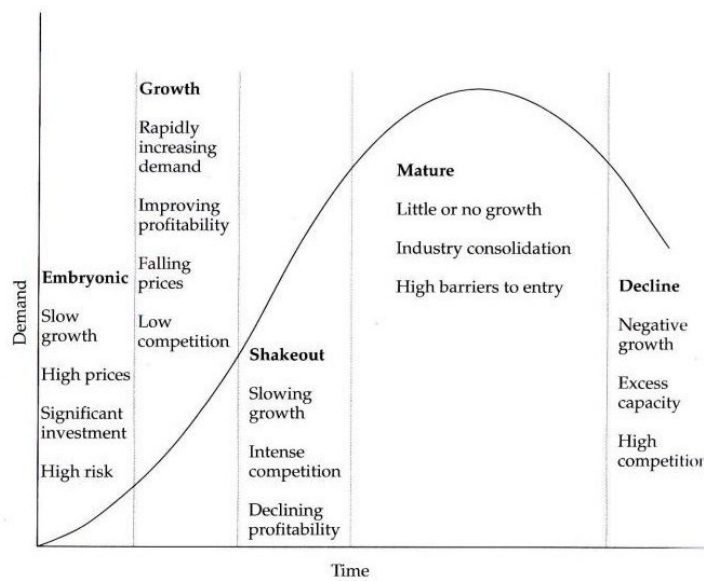 Demand
Embryonic
Slow
growth
High prices
Significant
investment
High risk
Growth
Rapidly
increasing
demand
Improving
profitability
Falling
prices
Low
competition
Shakeout
Slowing
growth
Intense
competition
Declining
profitability
Mature
Little or no growth
Industry consolidation
High barriers to entry
Decline
Negative
growth
Excess
capacity
High
competition
Time